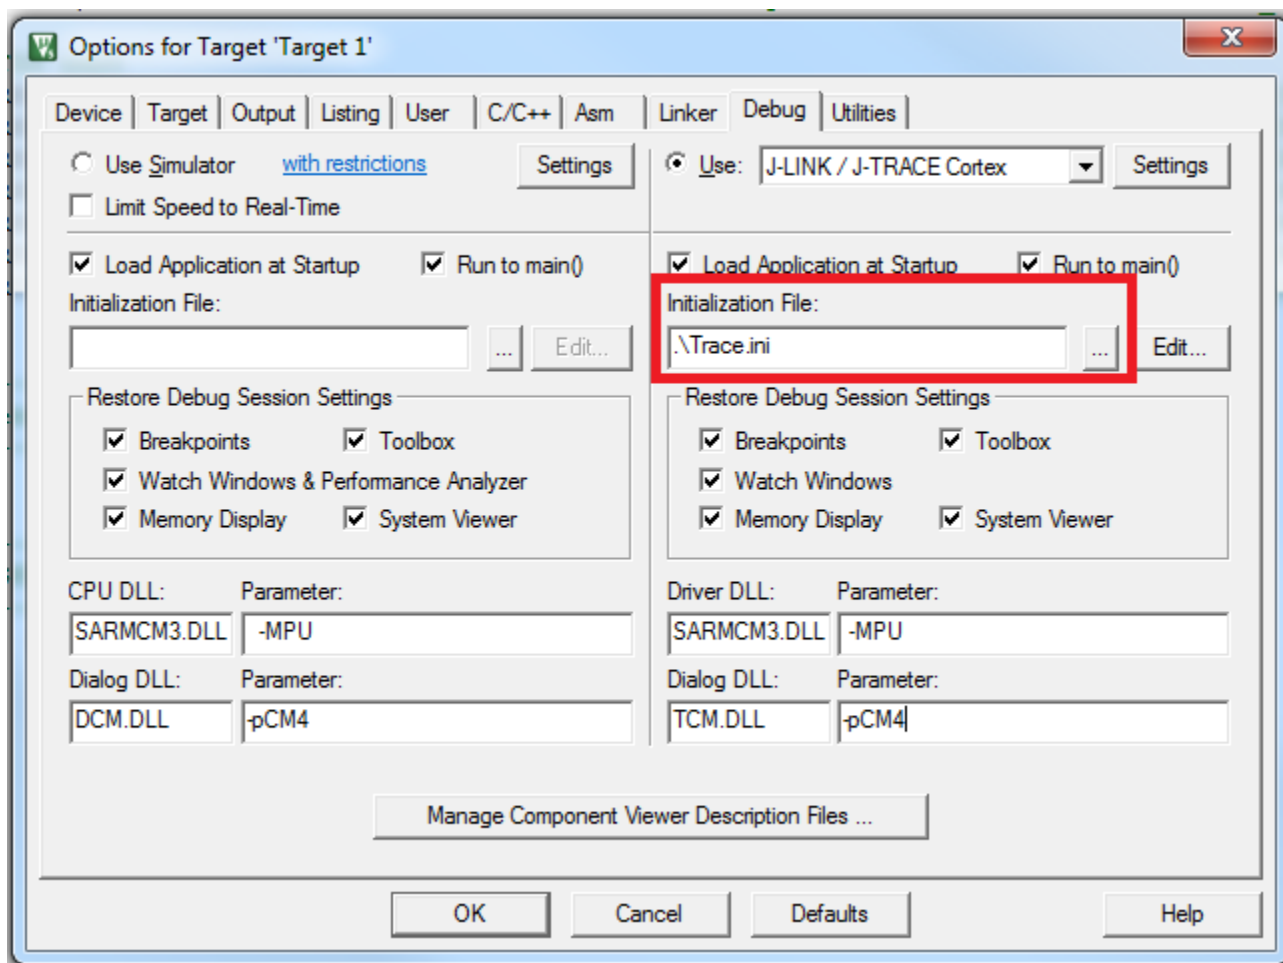 Options for Target 'Target 1'
Device Target Output Listing User C/C++ Asm Linker Debug Utilities
Use Simulator with restrictions Settings
Limit Speed to Real-Time
Load Application at Startup Run to main()
Initialization File:
... Edit...
Restore Debug Session Settings
Breakpoints Toolbox
Watch Windows & Performance Analyzer
Memory Display System Viewer
CPU DLL: Parameter:
SARMCM3.DLL -MPU
Dialog DLL: Parameter:
DCM.DLL -pCM4
Use: J-LINK / J-TRACE Cortex Settings
Load Application at Startup Run to main()
Initialization File:
.\Trace.ini ... Edit...
Restore Debug Session Settings
Breakpoints Toolbox
Watch Windows
Memory Display System Viewer
Driver DLL: Parameter:
SARMCM3.DLL -MPU
Dialog DLL: Parameter:
TCM.DLL -pCM4
Manage Component Viewer Description Files ...
OK Cancel Defaults Help